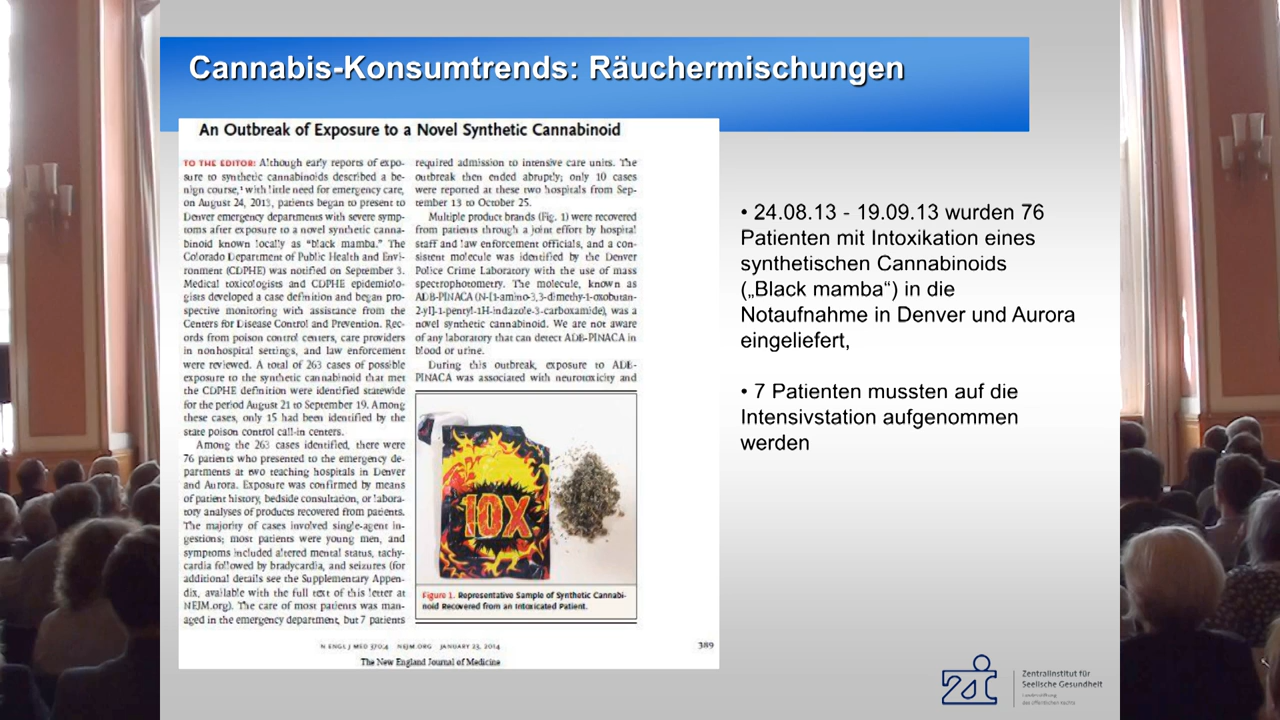 Cannabis-Konsumtrends: Räuchermischungen
An Outbreak of Exposure to a Novel Synthetic Cannabinoid
TO THE EDITOR: Although early reports of expo-
sure to synthetic cannabinoids described a be-
nign course,¹ with little need for emergency care,
on August 24, 2013, patients began to present to
Denver emergency departments with severe symp-
toms after exposure to a novel synthetic canna-
binoid known locally as “black mamba.” The
Colorado Department of Public Health and Envi-
ronment (CDPHE) was notified on September 3.
Medical toxicologists and CDPHE epidemiolo-
gists developed a case definition and began pro-
spective monitoring with assistance from the
Centers for Disease Control and Prevention. Rec-
ords from poison control centers, care providers
in nonhospital settings, and law enforcement
were reviewed. A total of 263 cases of possible
exposure to the synthetic cannabinoid that met
the CDPHE definition were identified statewide
for the period August 21 to September 19. Among
these cases, only 15 had been identified by the
state poison control call-in centers.
Among the 263 cases identified, there were
76 patients who presented to the emergency de-
partments at two teaching hospitals in Denver
and Aurora. Exposure was confirmed by means
of patient history, bedside consultation, or labora-
tory analyses of products recovered from patients.
The majority of cases involved single-agent in-
gestions; most patients were young men, and
symptoms included altered mental status, tachy-
cardia followed by bradycardia, and seizures (for
additional details see the Supplementary Appen-
dix, available with the full text of this letter at
NEJM.org). The care of most patients was man-
aged in the emergency department, but 7 patients
required admission to intensive care units. The
outbreak then ended abruptly; only 10 cases
were reported at these two hospitals from Sep-
tember 13 to October 25.
Multiple product brands (Fig. 1) were recovered
from patients through a joint effort by hospital
staff and law enforcement officials, and a con-
sistent molecule was identified by the Denver
Police Crime Laboratory with the use of mass
spectrophotometry. The molecule, known as
ADB-PINACA (N-[1-amino-3,3-dimethy-1-oxobutan-
2-yl]-1-pentyl-1H-indazole-3-carboxamide), was a
novel synthetic cannabinoid. We are not aware
of any laboratory that can detect ADB-PINACA in
blood or urine.
During this outbreak, exposure to ADB-
PINACA was associated with neurotoxicity and
10X
Figure 1. Representative Sample of Synthetic Cannabi-
noid Recovered from an Intoxicated Patient.
N ENGL J MED 370;4 NEJM.ORG JANUARY 23, 2014
389
The New England Journal of Medicine
• 24.08.13 - 19.09.13 wurden 76
Patienten mit Intoxikation eines
synthetischen Cannabinoids
(„Black mamba“) in die
Notaufnahme in Denver und Aurora
eingeliefert,
• 7 Patienten mussten auf die
Intensivstation aufgenommen
werden
Zentralinstitut für
Seelische Gesundheit
Landesstiftung
des öffentlichen Rechts